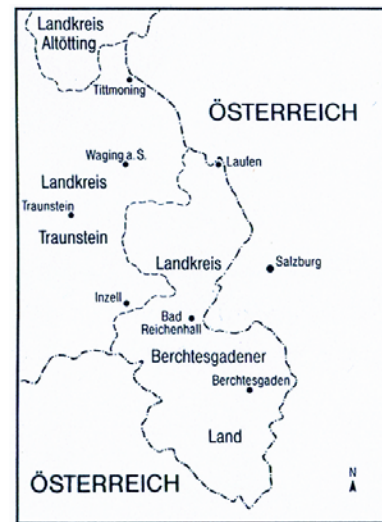 Landkreis
Altötting
Tittmoning
ÖSTERREICH
Waging a. S.
Laufen
Landkreis
Traunstein
Traunstein
Landkreis
Salzburg
Inzell
Bad
Reichenhall
Berchtesgadener
Berchtesgaden
Land
ÖSTERREICH
N